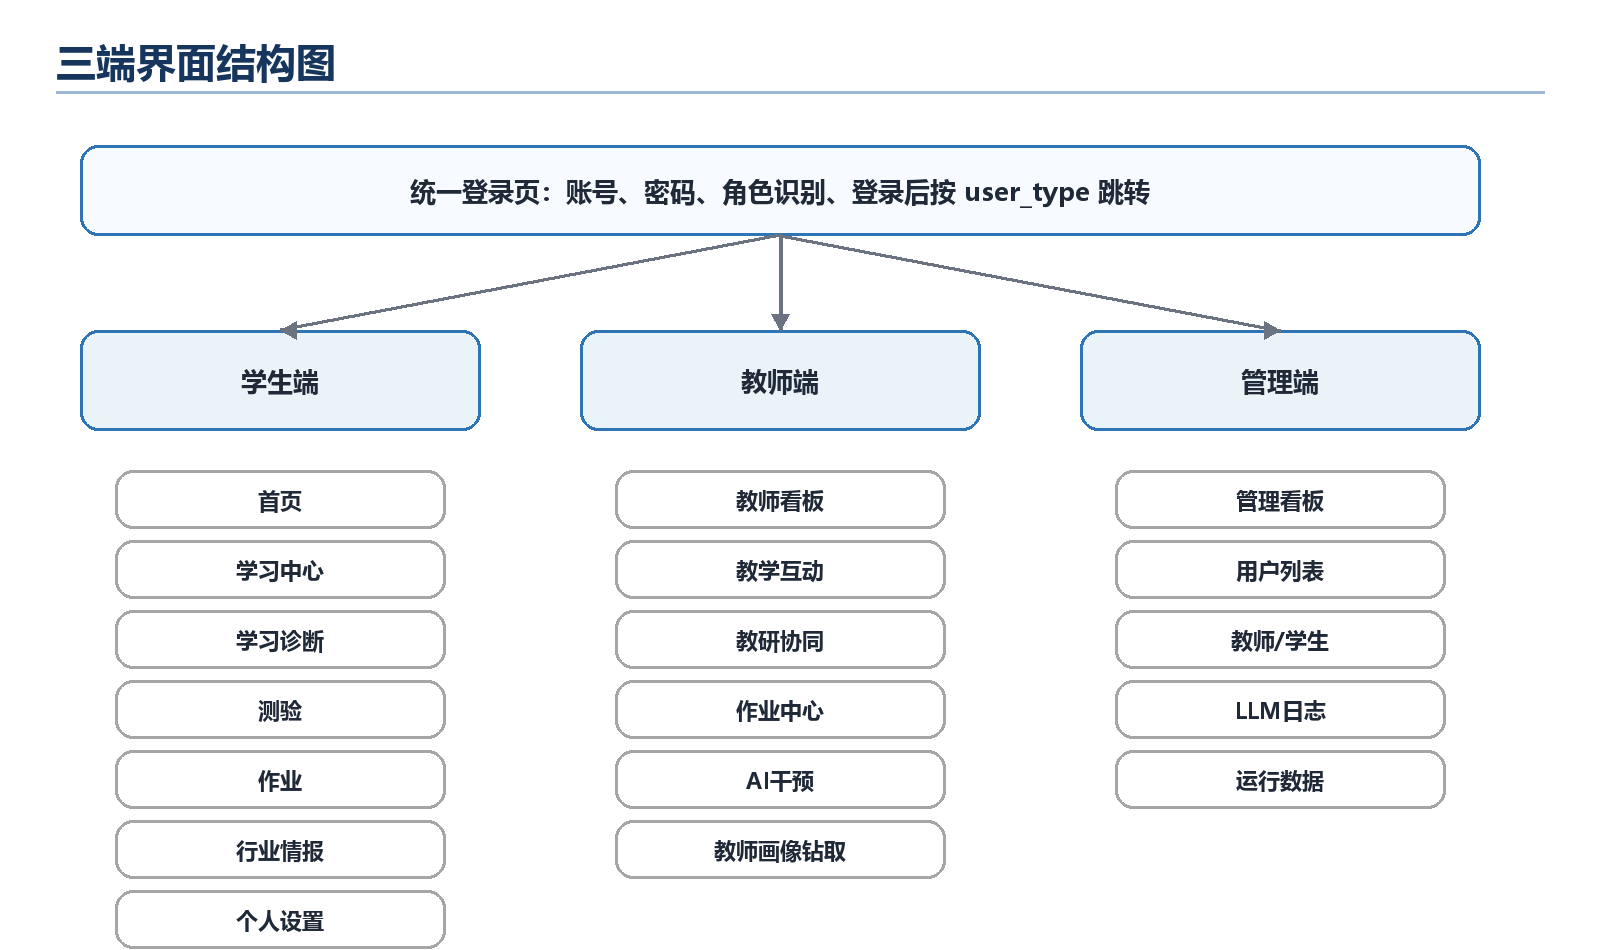 三端界面结构图
统一登录页：账号、密码、角色识别、登录后按 user_type 跳转
学生端
教师端
管理端
首页
学习中心
学习诊断
测验
作业
行业情报
个人设置
教师看板
教学互动
教研协同
作业中心
AI干预
教师画像钻取
管理看板
用户列表
教师/学生
LLM日志
运行数据